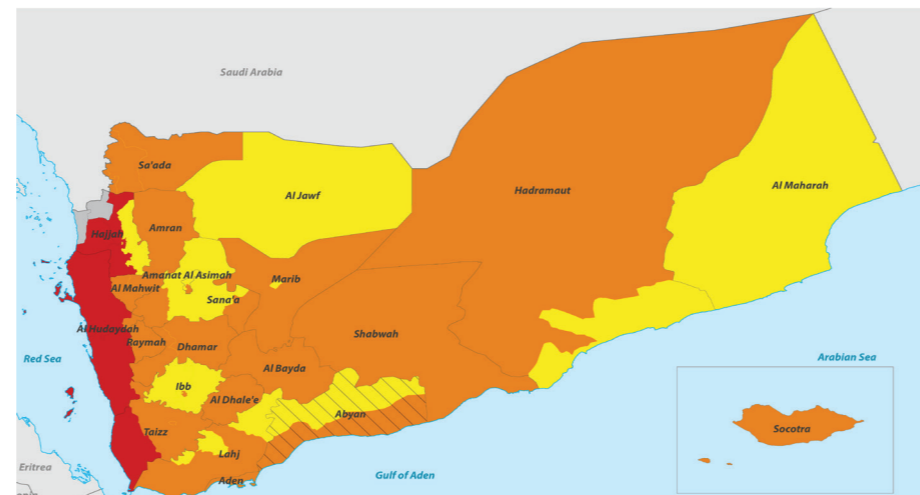 Saudi Arabia
Sa'ada
Al Jawf
Hadramaut
Al Maharah
Hajjah
Amran
Amanat Al Asimah
Marib
Al Mahwit
Sana'a
Al Hudaydah
Raymah
Dhamar
Shabwah
Red Sea
Arabian Sea
Al Bayda
Ibb
Al Dhale'e
Abyan
Taizz
Socotra
Lahj
Eritrea
Gulf of Aden
Aden